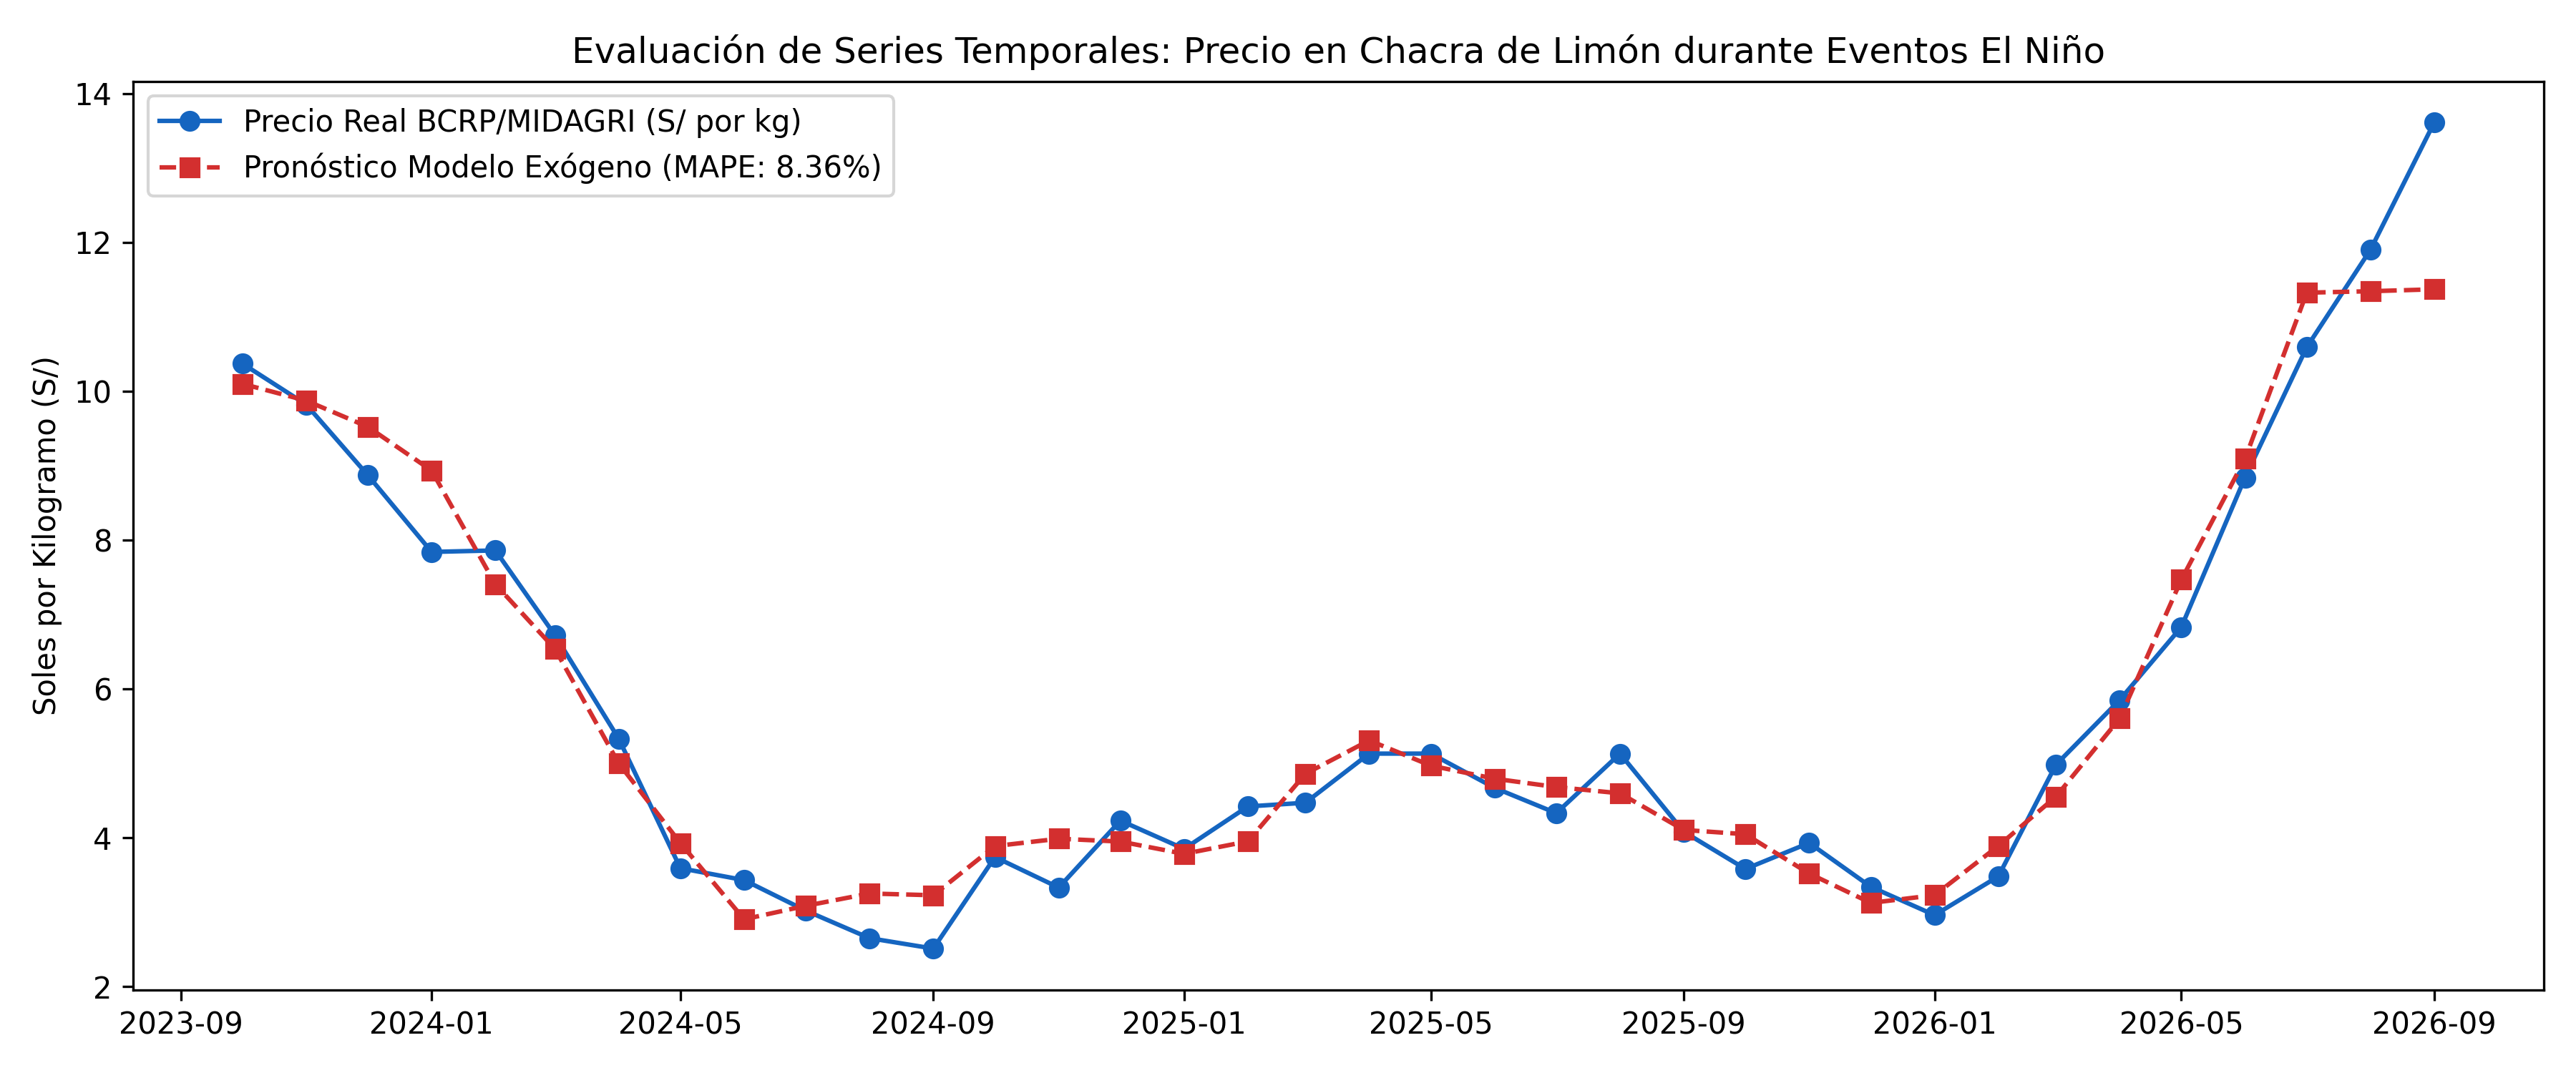 Evaluación de Series Temporales: Precio en Chacra de Limón durante Eventos El Niño
Precio Real BCRP/MIDAGRI (S/ por kg)
Pronóstico Modelo Exógeno (MAPE: 8.36%)
Soles por Kilogramo (S/)
14
12
10
8
6
4
2
2023-09 2024-01 2024-05 2024-09 2025-01 2025-05 2025-09 2026-01 2026-05 2026-09